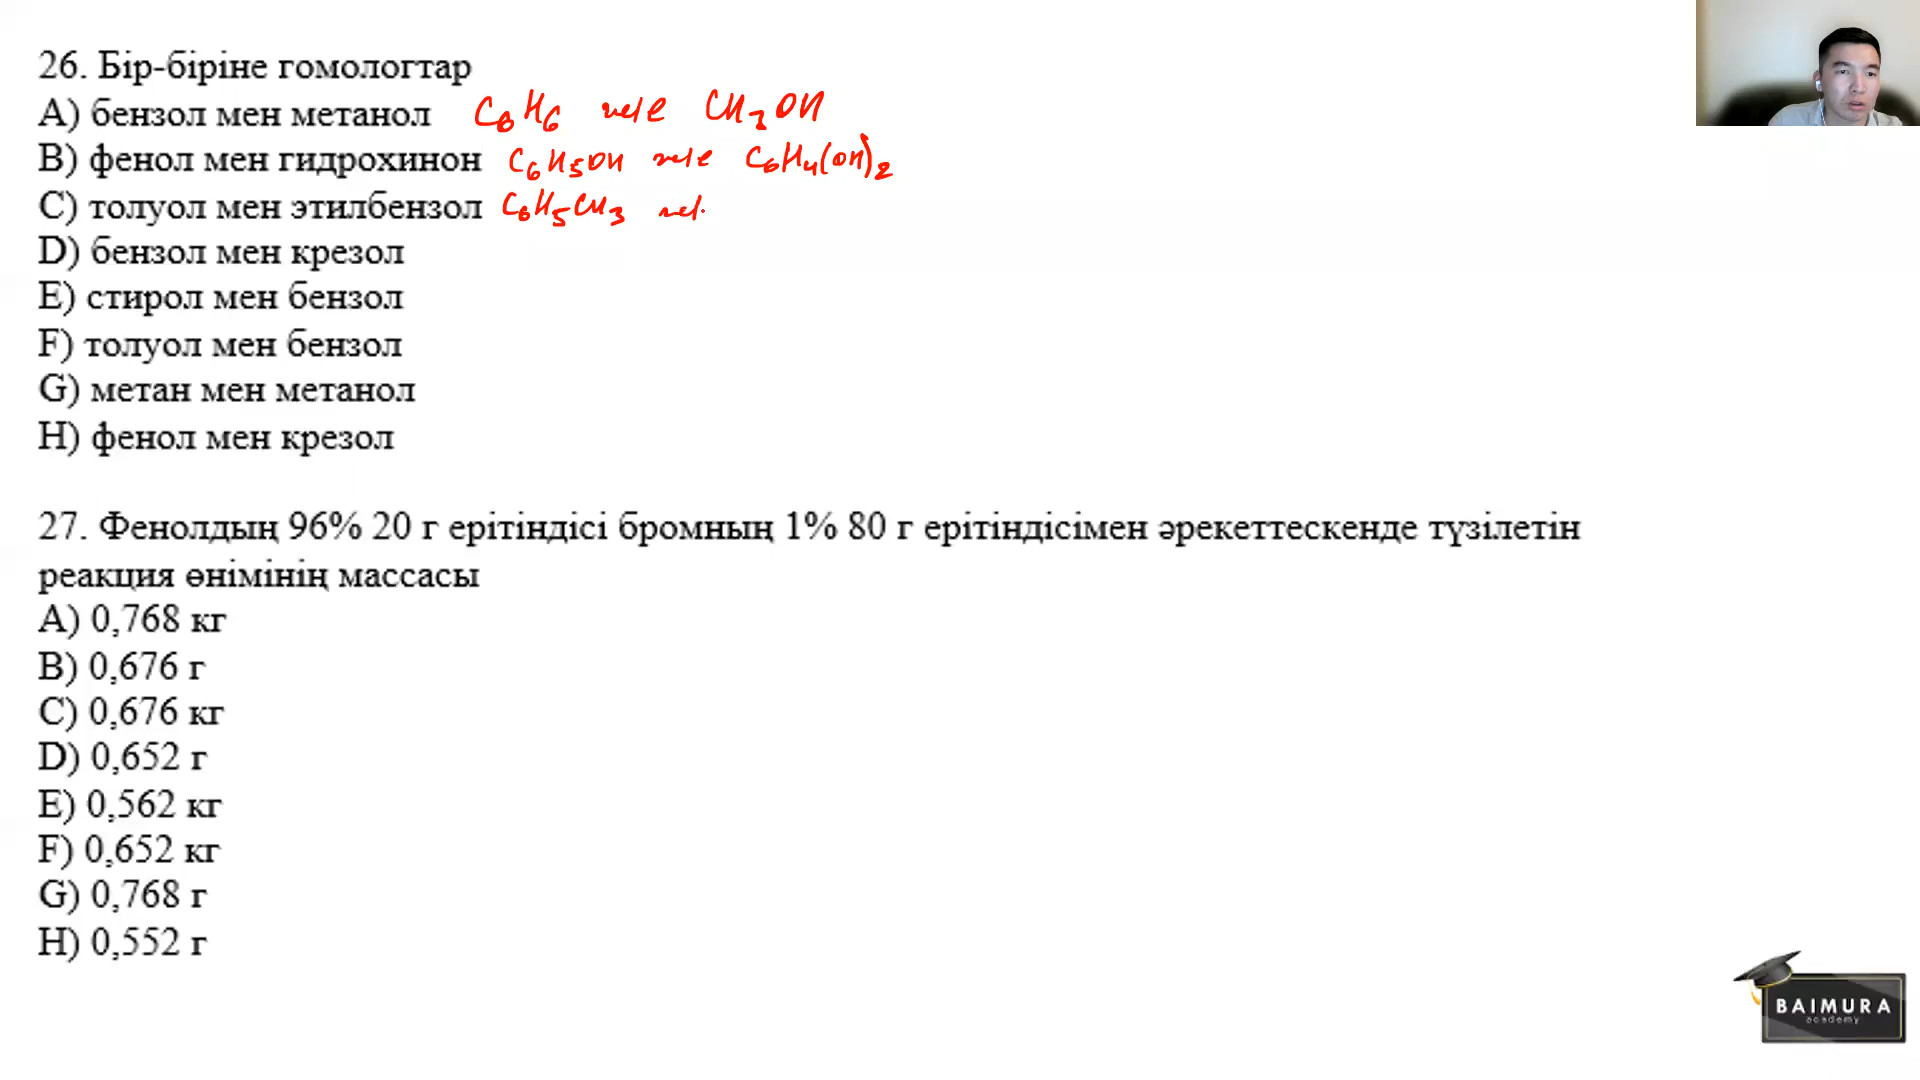 26. Бір-біріне гомологтар
A) бензол мен метанол C6H6 және CH3OH
B) фенол мен гидрохинон C6H5OH және C6H4(OH)2
C) толуол мен этилбензол C6H5CH3
D) бензол мен крезол
E) стирол мен бензол
F) толуол мен бензол
G) метан мен метанол
H) фенол мен крезол
27. Фенолдың 96% 20 г ерітіндісі бромның 1% 80 г ерітіндісімен әрекеттескенде түзілетін
реакция өнімінің массасы
A) 0,768 кг
B) 0,676 г
C) 0,676 кг
D) 0,652 г
E) 0,562 кг
F) 0,652 кг
G) 0,768 г
H) 0,552 г
BAIMURA
academy